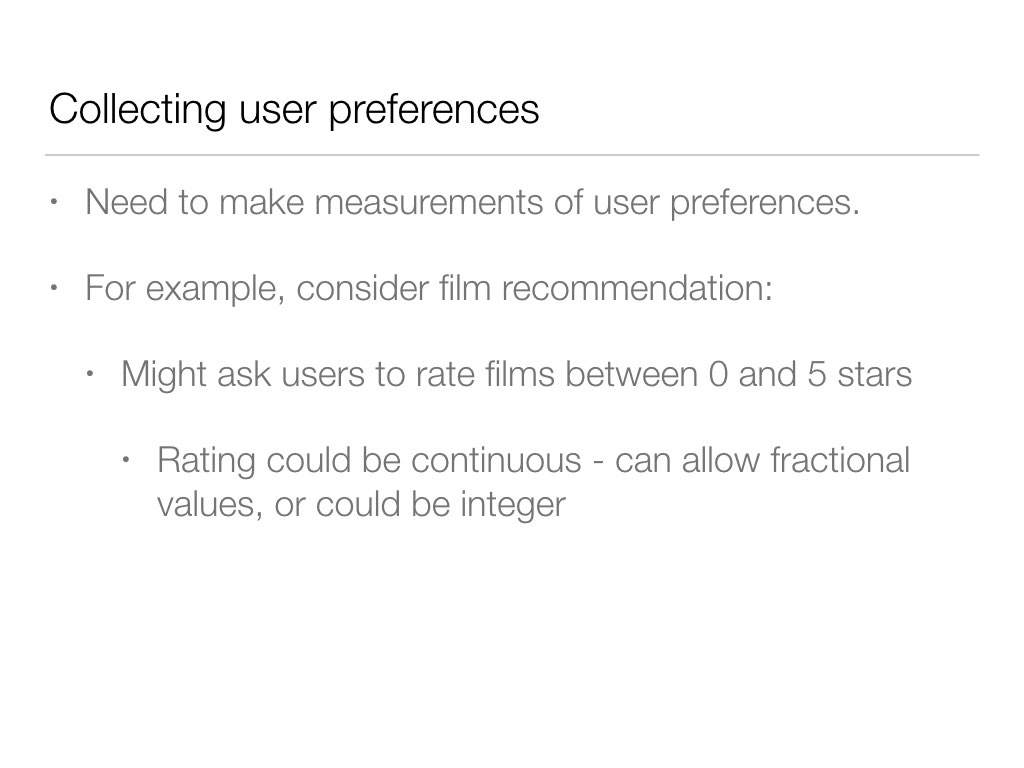 Collecting user preferences
• Need to make measurements of user preferences.
• For example, consider film recommendation:
• Might ask users to rate films between 0 and 5 stars
• Rating could be continuous - can allow fractional
values, or could be integer